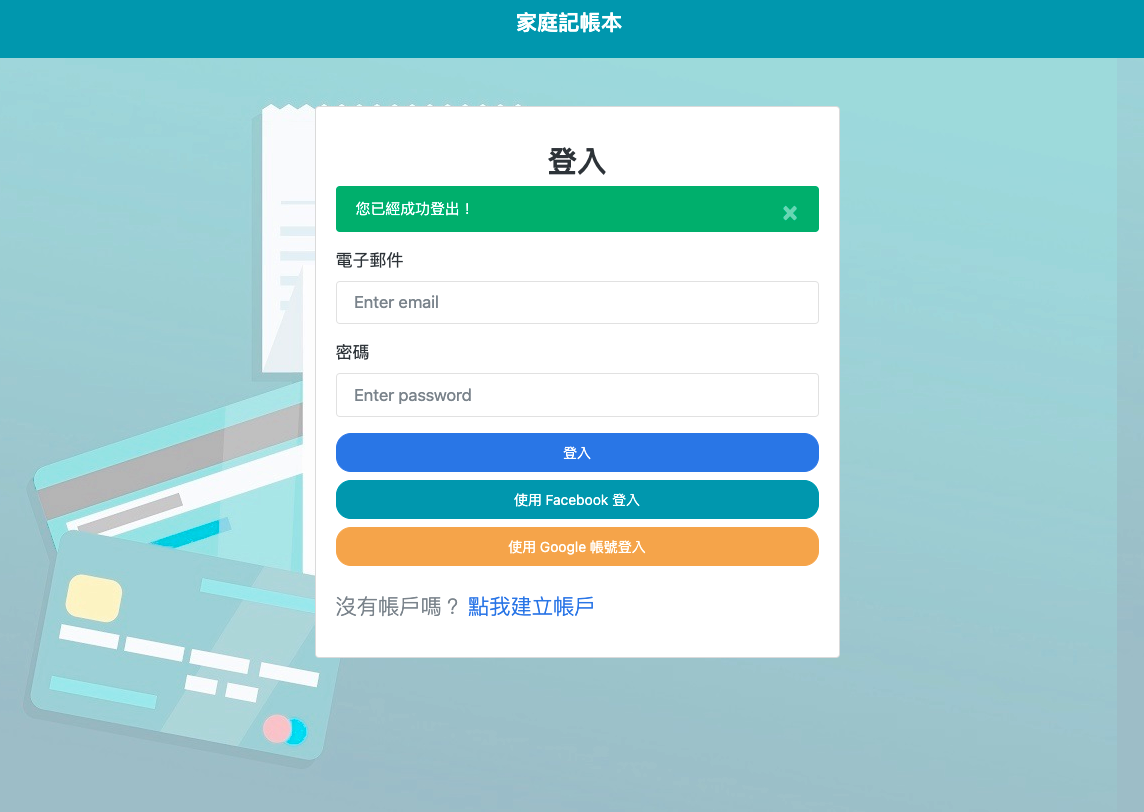 家庭記帳本
登入
您已經成功登出！
×
電子郵件
Enter email
密碼
Enter password
登入
使用 Facebook 登入
使用 Google 帳號登入
沒有帳戶嗎？ 點我建立帳戶